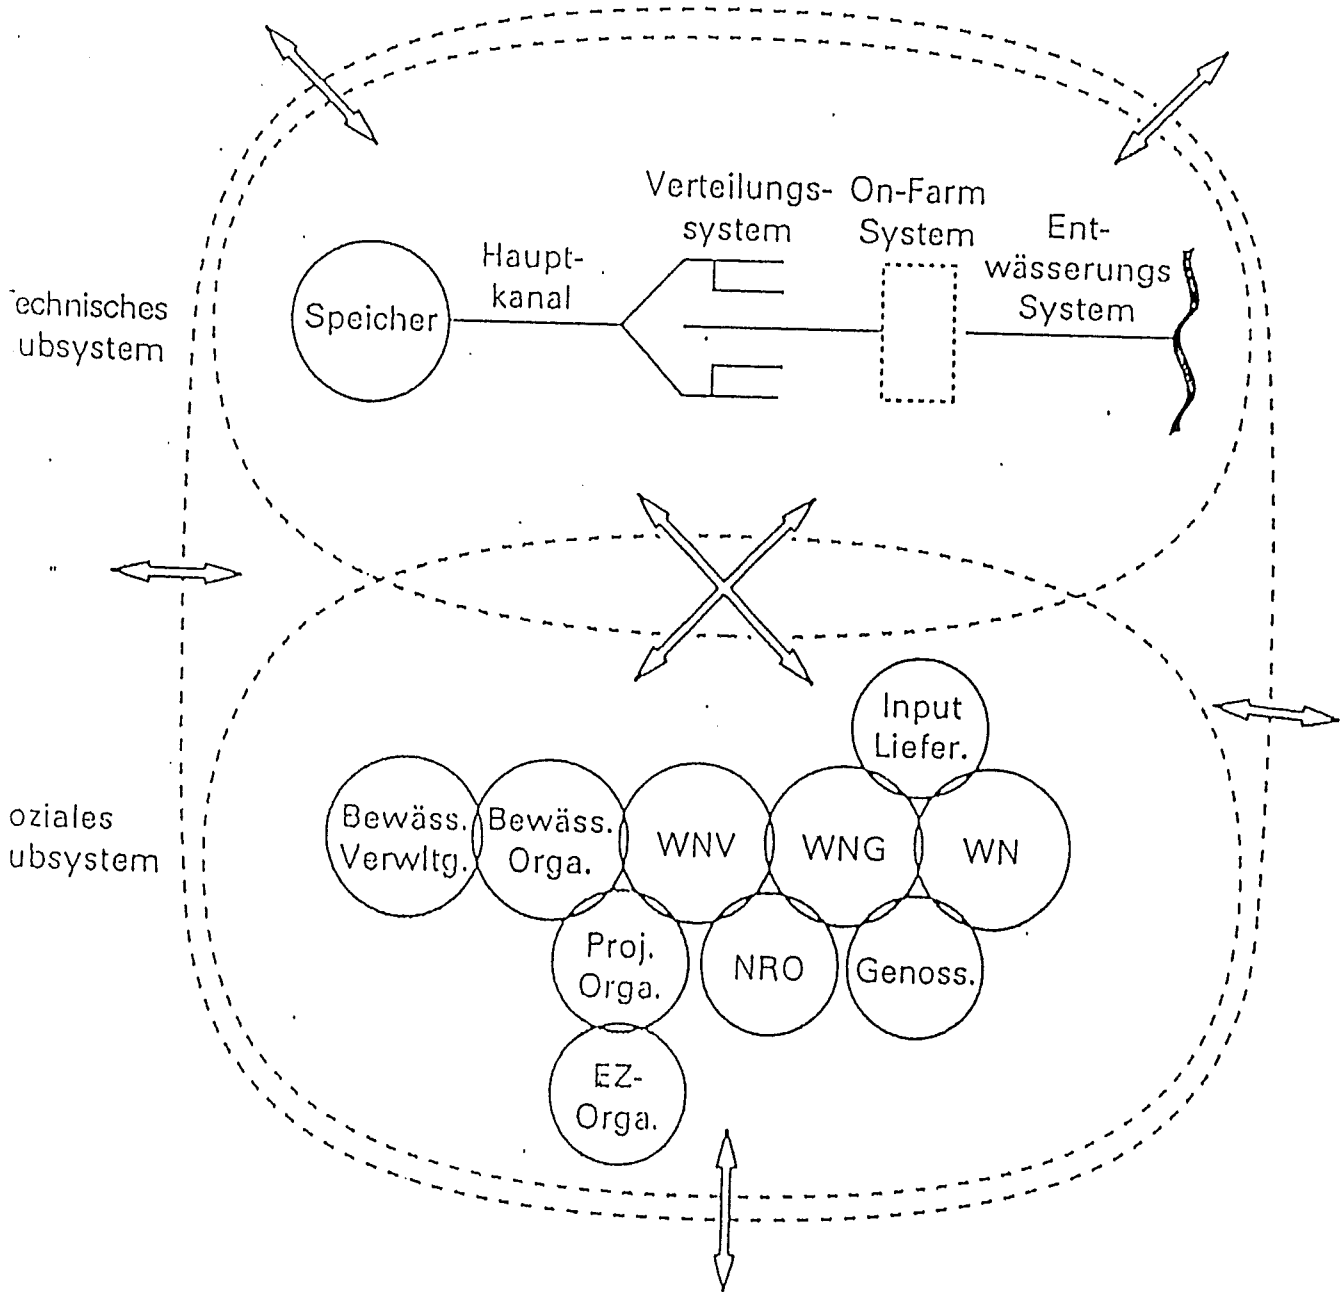 Verteilungs-
system
On-Farm
System
Ent-
wässerungs
System
Haupt-
kanal
Speicher
echnisches
ubsystem
Input
Liefer.
oziales
ubsystem
Bewäss.
Verwltg.
Bewäss.
Orga.
WNV
WNG
WN
Proj.
Orga.
NRO
Genoss.
EZ-
Orga.